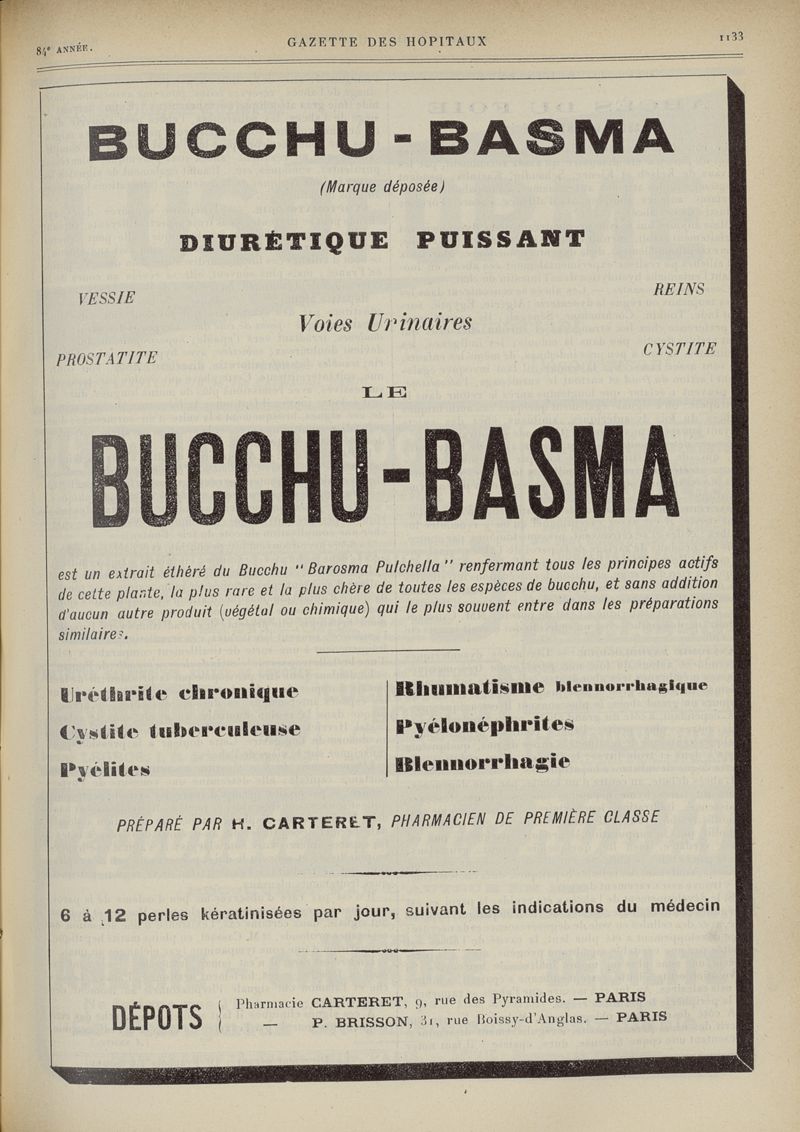 84e ANNÉE.
GAZETTE DES HOPITAUX
1133
BUCCHU - BASMA
(Marque déposée)
DIURÉTIQUE PUISSANT
VESSIE
REINS
Voies Urinaires
PROSTATITE
CYSTITE
LE
BUCCHU-BASMA
est un extrait éthéré du Bucchu "Barosma Pulchella" renfermant tous les principes actifs
de cette plante, la plus rare et la plus chère de toutes les espèces de bucchu, et sans addition
d'aucun autre produit (végétal ou chimique) qui le plus souvent entre dans les préparations
similaires.
Uréthrite chronique
Cystite tuberculeuse
Pyélites
Rhumatisme blennorrhagique
Pyélonéphrites
Blennorrhagie
PRÉPARÉ PAR H. CARTERET, PHARMACIEN DE PREMIÈRE CLASSE
6 à 12 perles kératinisées par jour, suivant les indications du médecin
DÉPOTS
Pharmacie CARTERET, 9, rue des Pyramides. — PARIS
— P. BRISSON, 31, rue Boissy-d'Anglas. — PARIS